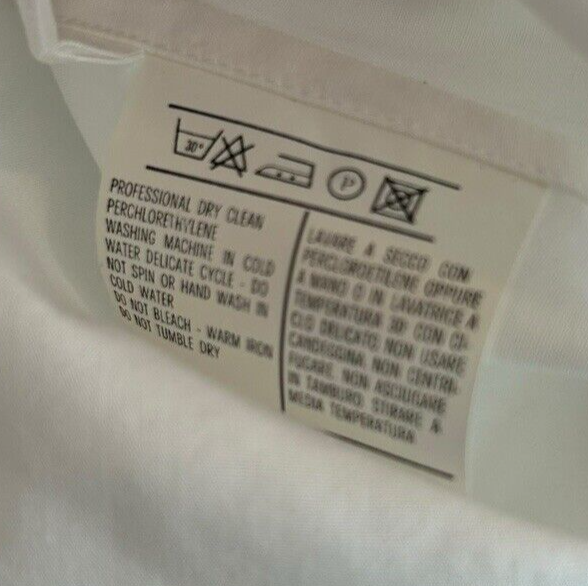 30°
P
PROFESSIONAL DRY CLEAN
PERCHLORETHYLENE
WASHING MACHINE IN COLD
WATER DELICATE CYCLE - DO
NOT SPIN OR HAND WASH IN
COLD WATER
DO NOT BLEACH - WARM IRON
DO NOT TUMBLE DRY
LAVARE A SECCO CON
PERCLOROETILENE OPPURE
A MANO O IN LAVATRICE A
TEMPERATURA 30° CON CI-
CLO DELICATO. NON USARE
CANDEGGINA. NON CENTRI-
FUGARE. NON ASCIUGARE
IN TAMBURO. STIRARE A
MEDIA TEMPERATURA.